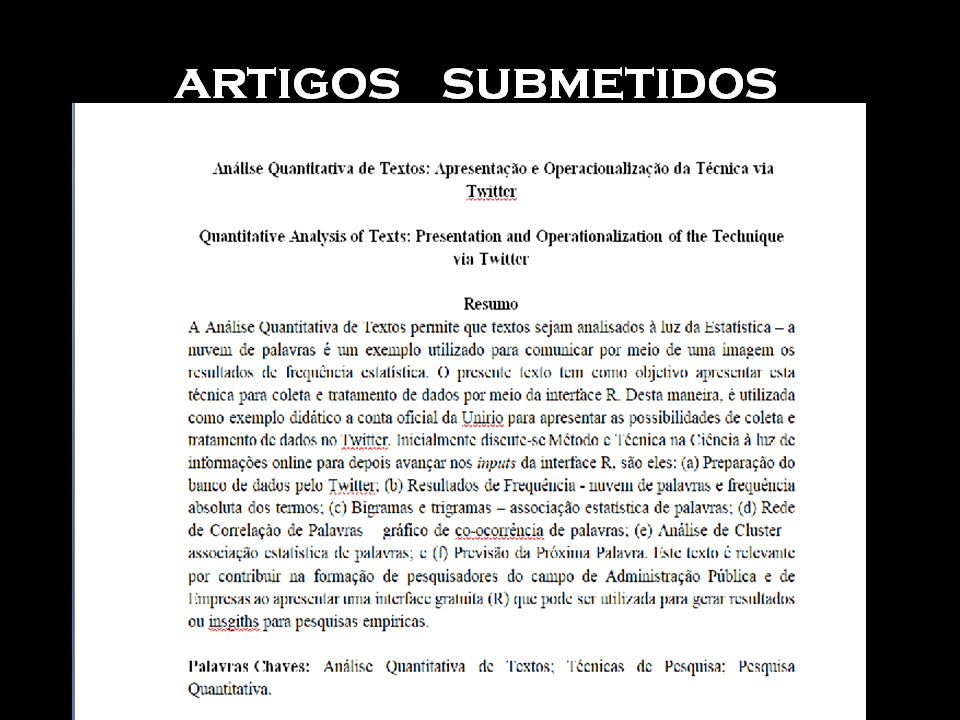 ARTIGOS SUBMETIDOS
Análise Quantitativa de Textos: Apresentação e Operacionalização da Técnica via
Twitter
Quantitative Analysis of Texts: Presentation and Operationalization of the Technique
via Twitter
Resumo
A Análise Quantitativa de Textos permite que textos sejam analisados à luz da Estatística – a
nuvem de palavras é um exemplo utilizado para comunicar por meio de uma imagem os
resultados de frequência estatística. O presente texto tem como objetivo apresentar esta
técnica para coleta e tratamento de dados por meio da interface R. Desta maneira, é utilizada
como exemplo didático a conta oficial da Unirio para apresentar as possibilidades de coleta e
tratamento de dados no Twitter. Inicialmente discute-se Método e Técnica na Ciência à luz de
informações online para depois avançar nos inputs da interface R, são eles: (a) Preparação do
banco de dados pelo Twitter; (b) Resultados de Frequência - nuvem de palavras e frequência
absoluta dos termos; (c) Bigramas e trigramas – associação estatística de palavras; (d) Rede
de Correlação de Palavras gráfico de co-ocorrência de palavras; (e) Análise de Cluster
associação estatística de palavras; e (f) Previsão da Próxima Palavra. Este texto é relevante
por contribuir na formação de pesquisadores do campo de Administração Pública e de
Empresas ao apresentar uma interface gratuita (R) que pode ser utilizada para gerar resultados
ou insgiths para pesquisas empíricas.
Palavras Chaves: Análise Quantitativa de Textos; Técnicas de Pesquisa; Pesquisa
Quantitativa.